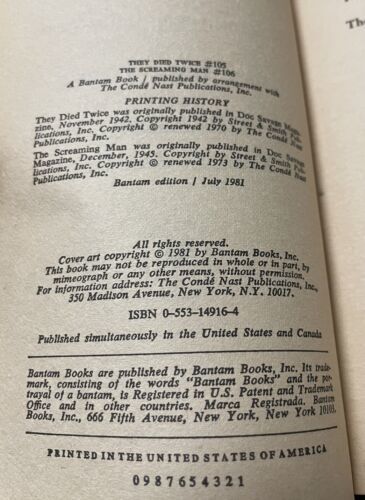 THEY DIED TWICE #105
THE SCREAMING MAN #106
A Bantam Book / published by arrangement with
The Condé Nast Publications, Inc.
PRINTING HISTORY
They Died Twice was originally published in Doc Savage Maga-
zine, November 1942. Copyright 1942 by Street & Smith Pub-
lications, Inc. Copyright © renewed 1970 by The Condé Nast
Publications, Inc.
The Screaming Man was originally published in Doc Savage
Magazine, December, 1945. Copyright by Street & Smith Pub-
lications, Inc. Copyright © renewed 1973 by The Condé Nast
Publications, Inc.
Bantam edition / July 1981
All rights reserved.
Cover art copyright © 1981 by Bantam Books, Inc.
This book may not be reproduced in whole or in part, by
mimeograph or any other means, without permission.
For information address: The Condé Nast Publications, Inc.,
350 Madison Avenue, New York, N.Y. 10017.
ISBN 0-553-14916-4
Published simultaneously in the United States and Canada
Bantam Books are published by Bantam Books, Inc. Its trade-
mark, consisting of the words "Bantam Books" and the por-
trayal of a bantam, is Registered in U.S. Patent and Trademark
Office and in other countries. Marca Registrada. Bantam
Books, Inc., 666 Fifth Avenue, New York, New York 10103.
PRINTED IN THE UNITED STATES OF AMERICA
0 9 8 7 6 5 4 3 2 1